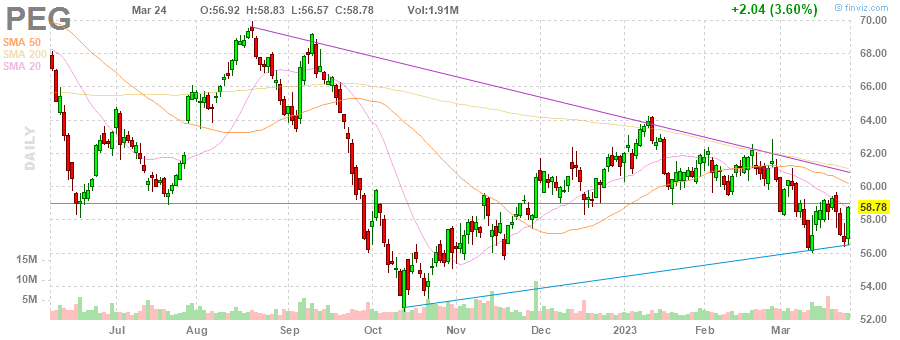 PEG Mar 24 O:56.92 H:58.83 L:56.57 C:58.78 Vol:1.91M +2.04 (3.60%) © finviz.com
SMA 50
SMA 200
SMA 20
DAILY
70.00
68.00
66.00
64.00
62.00
60.00
58.78
58.00
56.00
54.00
52.00
15M
10M
5M
Jul Aug Sep Oct Nov Dec 2023 Feb Mar